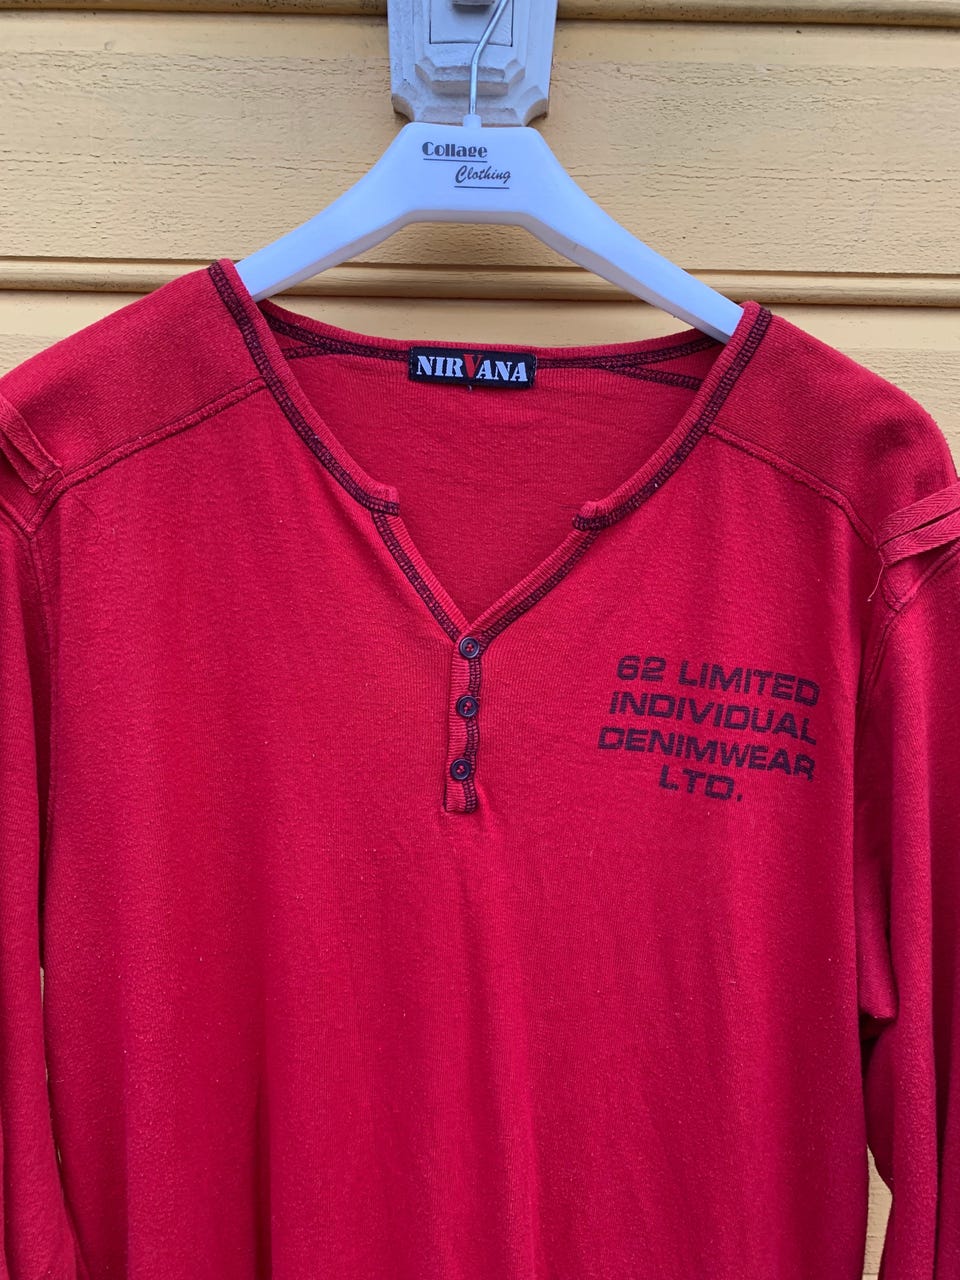 Collage
Clothing
NIRVANA
62 LIMITED
INDIVIDUAL
DENIMWEAR
LTD.